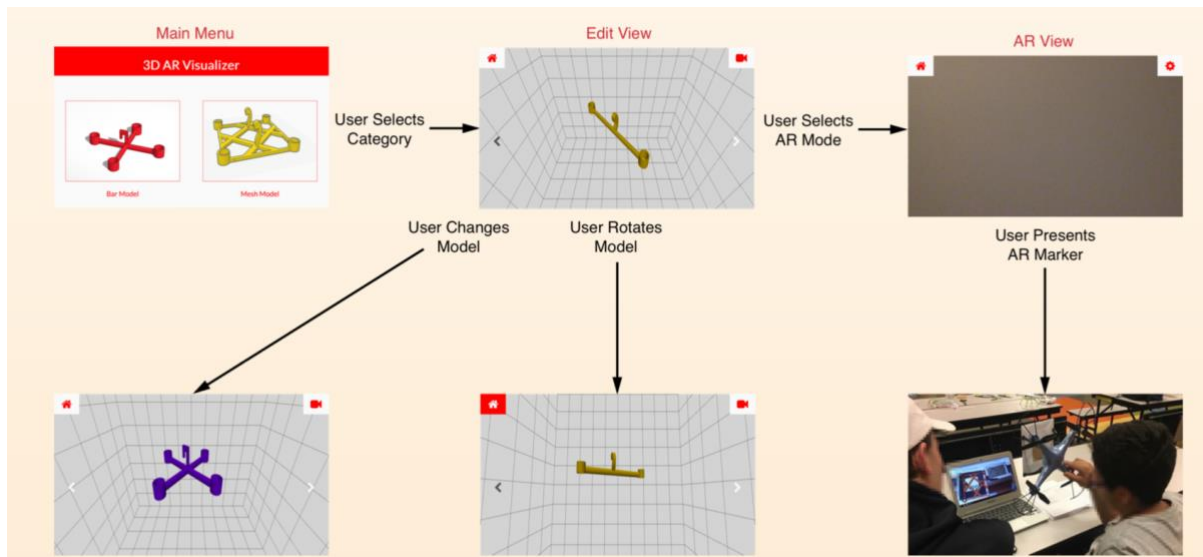 Main Menu
Edit View
AR View
3D AR Visualizer
User Selects
Category
User Selects
AR Mode
Bar Model
Mesh Model
User Changes
Model
User Rotates
Model
User Presents
AR Marker